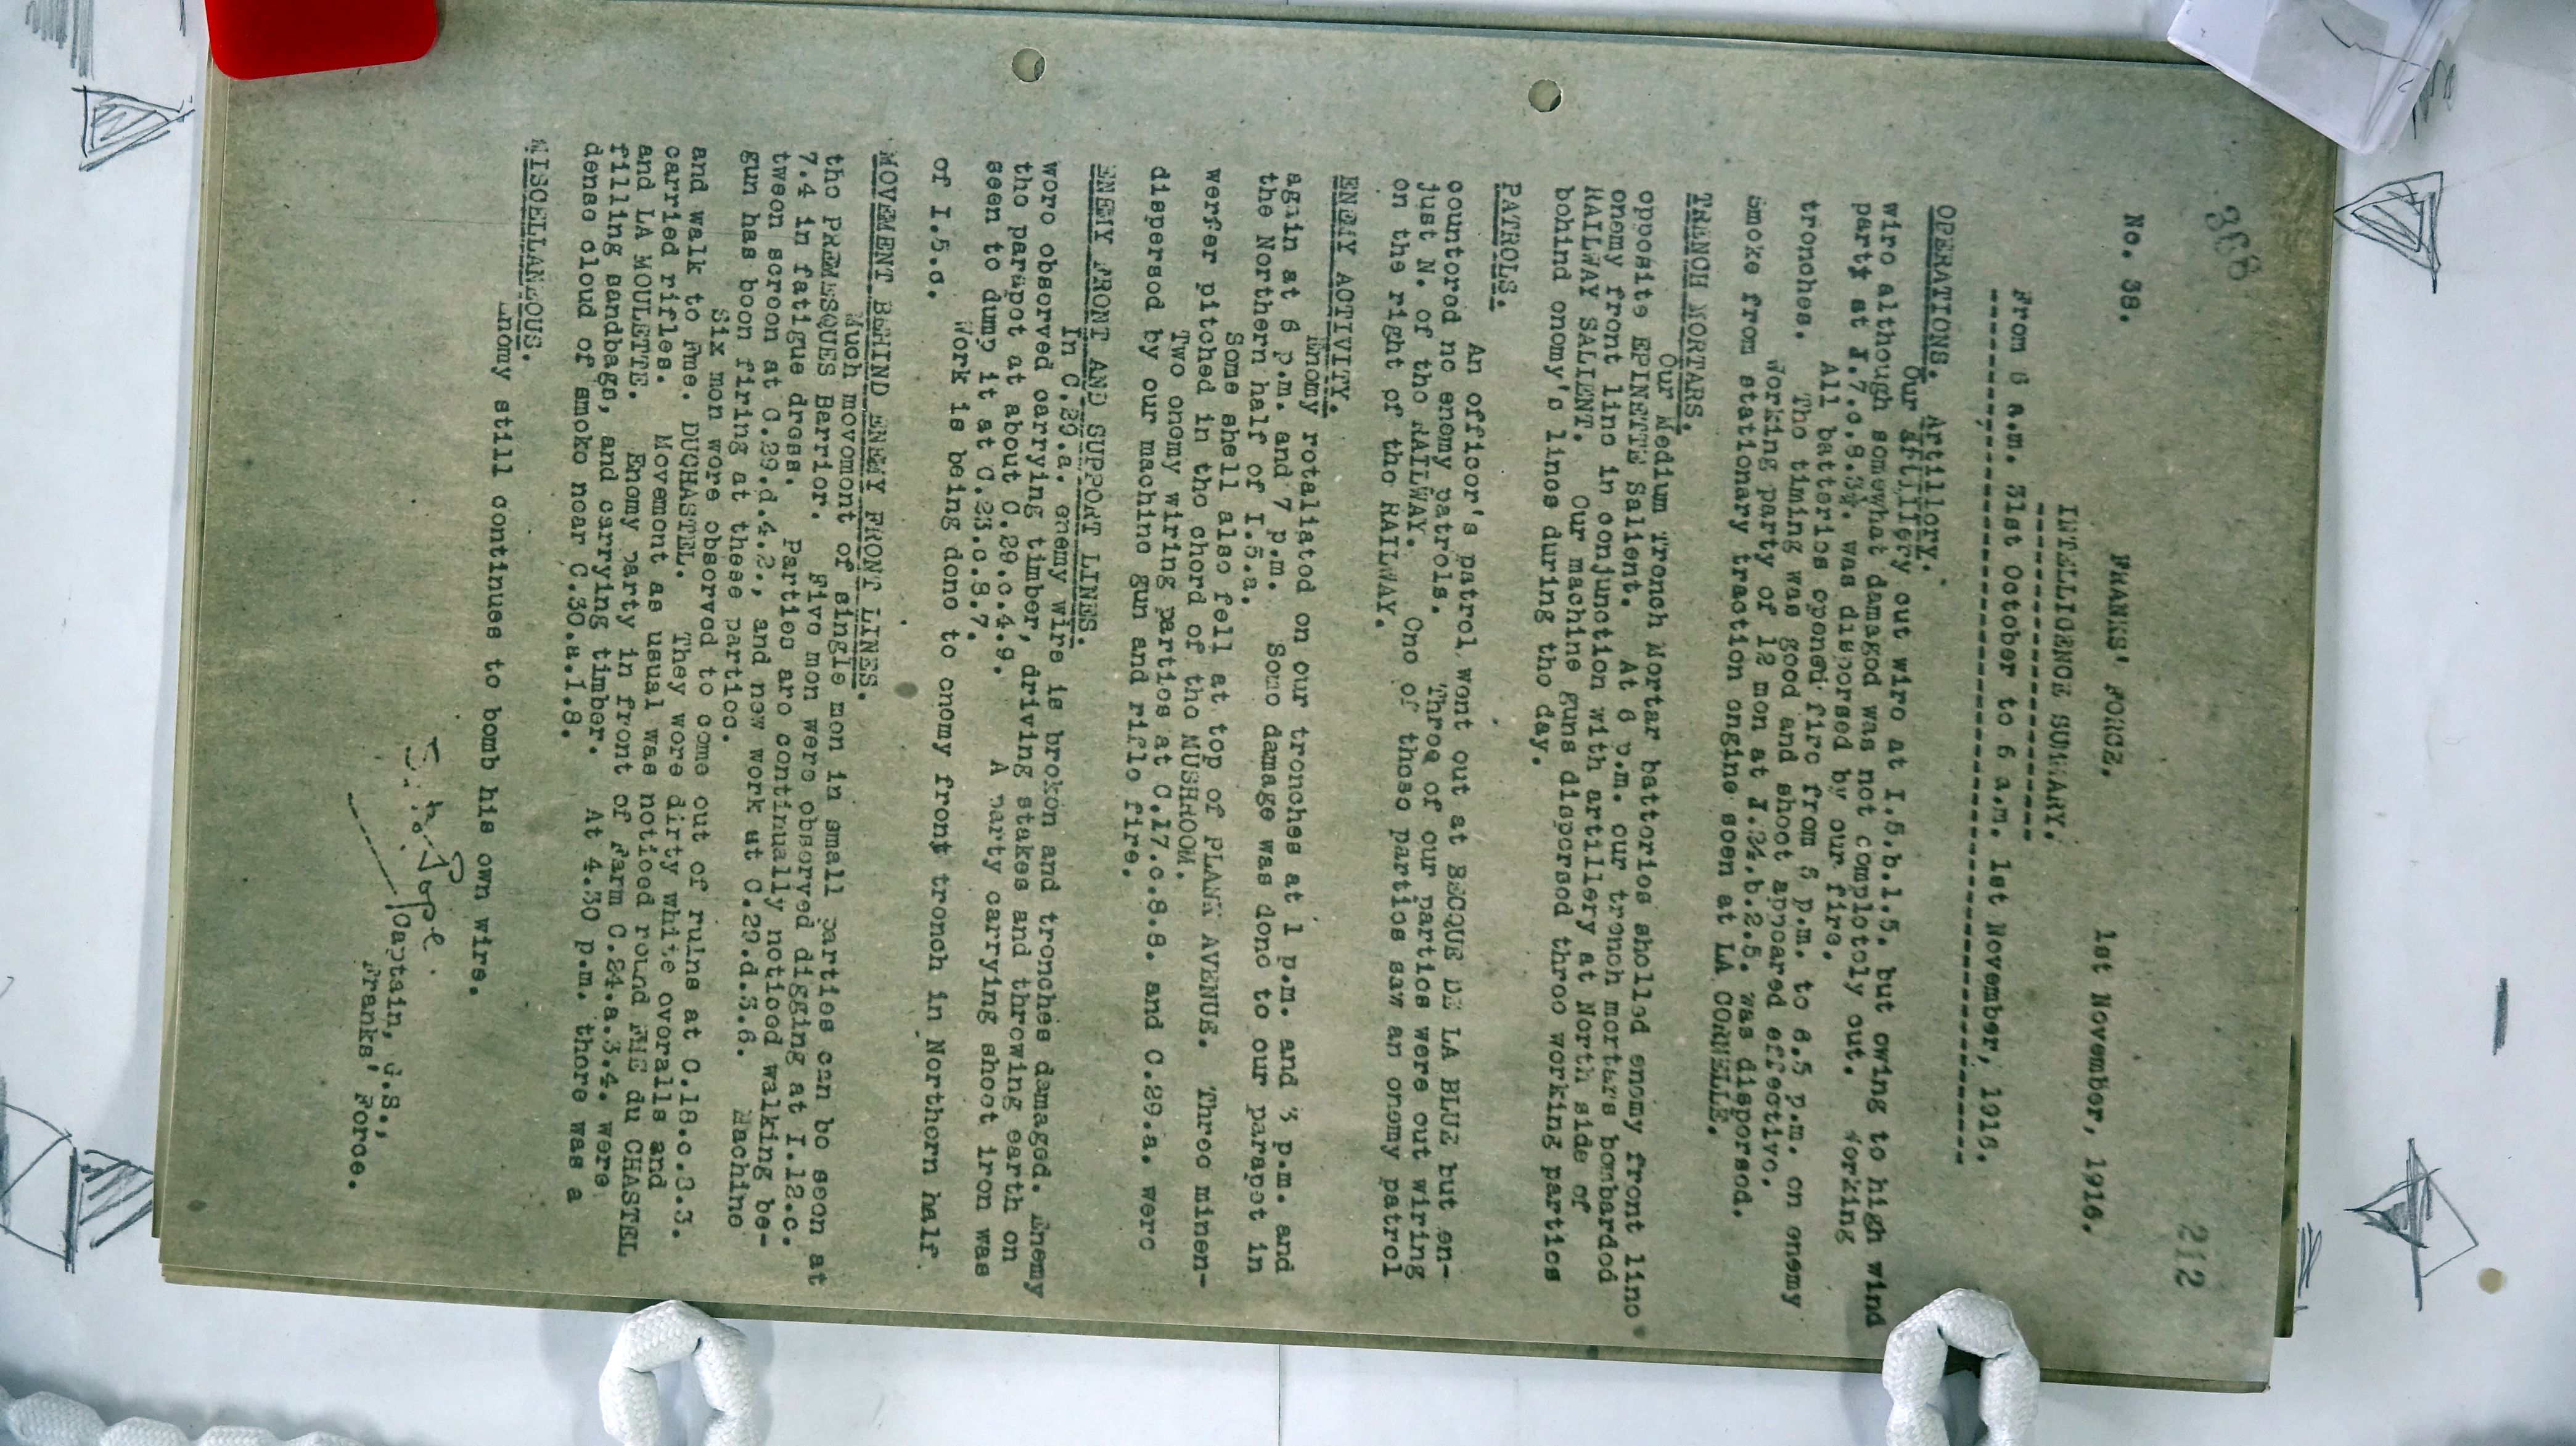 368
212
No. 38.
FRANKS' FORCE.
1st November, 1916.
INTELLIGENCE SUMMARY.
From 6 a.m. 31st October to 6 a.m. 1st November, 1916.
OPERATIONS. Artillery.
Our Artillery cut wire at I.5.b.1.5. but owing to high wind
wire although somewhat damaged was not completely cut. Working
party at I.7.c.8.3½. was dispersed by our fire.
All batteries opened fire from 6 p.m. to 6.5 p.m. on enemy
trenches. The timing was good and shoot appeared effective.
Working party of 12 men at I.34.b.2.5. was dispersed.
Smoke from stationary traction engine seen at LA CORNELLE.
TRENCH MORTARS.
Our Medium Trench Mortar batteries shelled enemy front line
opposite EPINETTE Salient. At 6 p.m. our trench mortars bombarded
enemy front line in conjunction with artillery at North side of
RAILWAY SALIENT. Our machine guns dispersed three working parties
behind enemy's lines during the day.
PATROLS.
An officer's patrol went out at BECQUE DE LA BLUE but en-
countered no enemy patrols. Three of our parties were out wiring
just N. of the RAILWAY. One of these parties saw an enemy patrol
on the right of the RAILWAY.
ENEMY ACTIVITY.
Enemy retaliated on our trenches at 1 p.m. and 3 p.m. and
again at 6 p.m. and 7 p.m. Some damage was done to our parapet in
the Northern half of I.5.a.
Some shell also fell at top of PLANK AVENUE. Three minen-
werfer pitched in the chord of the MUSHROOM.
Two enemy wiring parties at C.17.c.8.8. and C.29.a. were
dispersed by our machine gun and rifle fire.
ENEMY FRONT AND SUPPORT LINES.
In C.29.a. enemy wire is broken and trenches damaged. Enemy
were observed carrying timber, driving stakes and throwing earth on
the parapet at about C.29.c.4.9. A party carrying sheet iron was
seen to dump it at C.23.c.8.7.
Work is being done to enemy front trench in Northern half
of I.5.c.
MOVEMENT BEHIND ENEMY FRONT LINES.
Much movement of single men in small parties can be seen at
the PREMESQUES Barrier. Five men were observed digging at I.12.c.
7.4 in fatigue dress. Parties are continually noticed walking be-
tween screen at C.29.d.4.2., and new work at C.29.d.3.6. Machine
gun has been firing at these parties.
Six men were observed to come out of ruins at C.18.c.3.3.
and walk to Fme. DUCHASTEL. They wore dirty white overalls and
carried rifles. Movement as usual was noticed round FME du CHASTEL
and LA MOULETTE. Enemy party in front of Farm C.24.a.3.4. were
filling sandbags, and carrying timber. At 4.30 p.m. there was a
dense cloud of smoke near C.30.a.1.8.
MISCELLANEOUS.
Enemy still continues to bomb his own wire.
Pope.
Captain, G.S.,
Franks' Force.